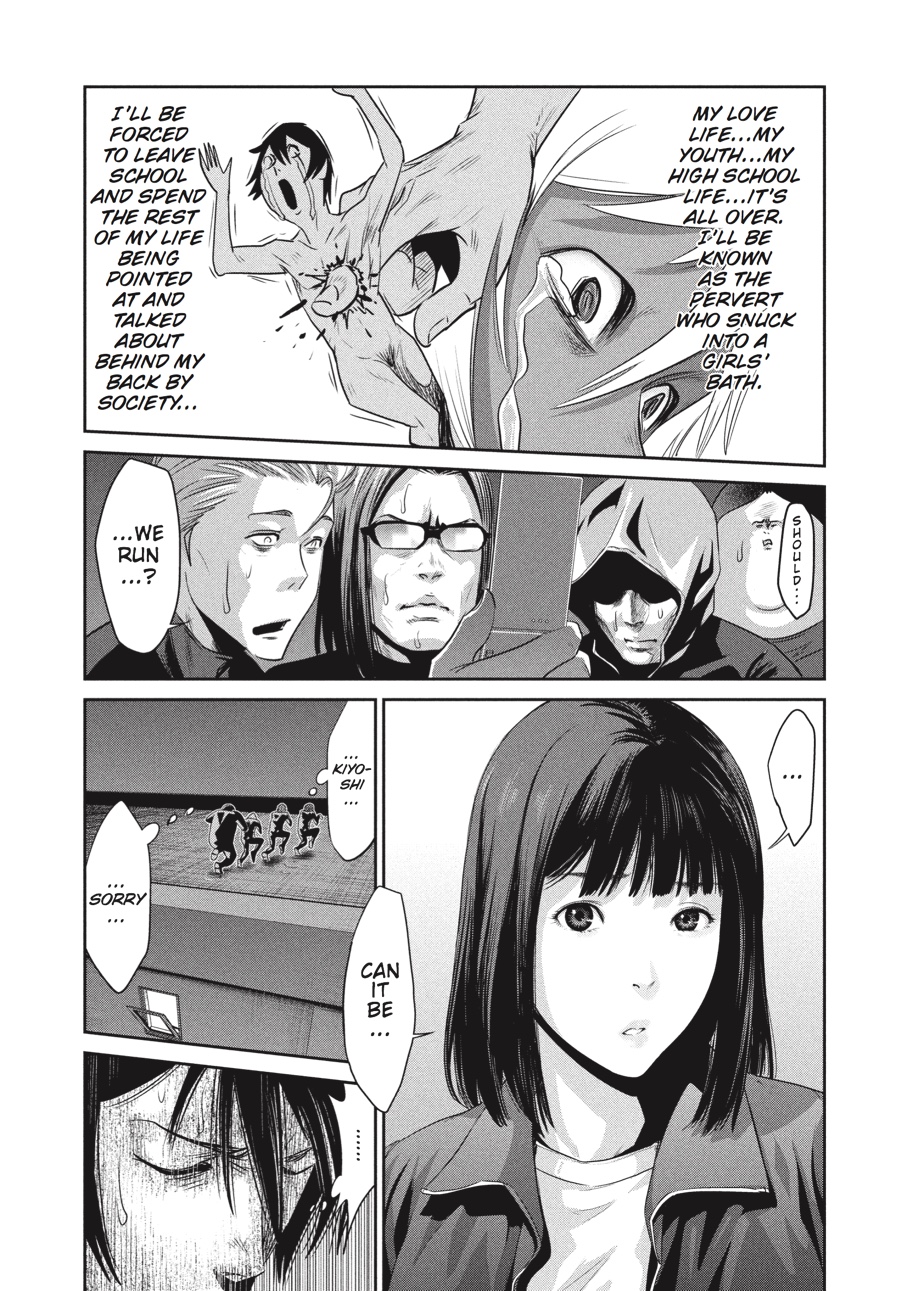 MY LOVE
LIFE...MY
YOUTH...MY
HIGH SCHOOL
LIFE...IT'S
ALL OVER.
I'LL BE
KNOWN
AS THE
PERVERT
WHO SNUCK
INTO A
GIRLS'
BATH.
I'LL BE
FORCED
TO LEAVE
SCHOOL
AND SPEND
THE REST
OF MY LIFE
BEING
POINTED
AT AND
TALKED
ABOUT
BEHIND MY
BACK BY
SOCIETY...
SHOULD...
...WE
RUN
...?
...
CAN
IT
BE
...
...
KIYO-
SHI
...
...
SORRY
...
.......